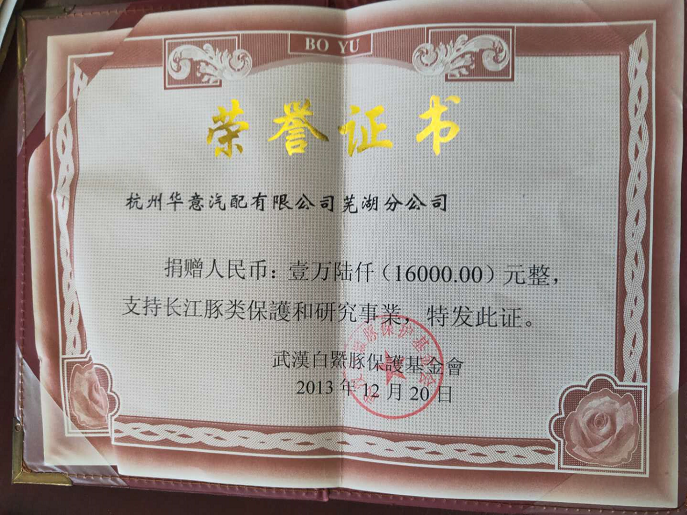 BO YU
荣誉证书
杭州华意汽配有限公司芜湖分公司
捐赠人民币：壹万陆仟（16000.00）元整，
支持长江豚类保護和研究事業，特发此证。
武漢白鱀豚保護基金會
2013 年 12 月 20 日